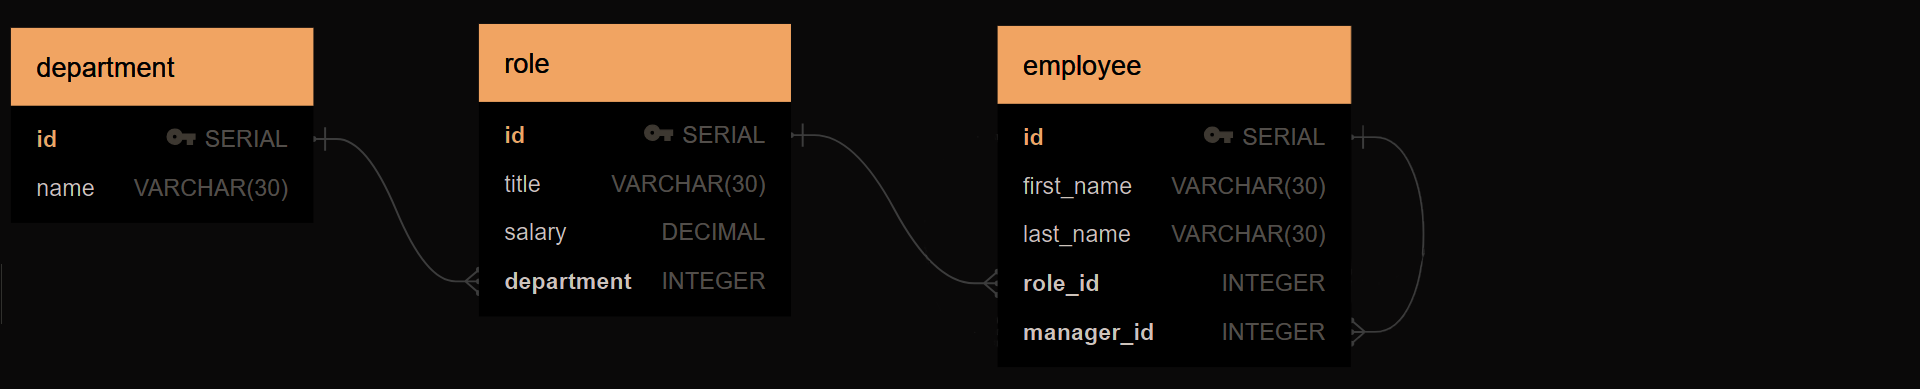 department
id SERIAL
name VARCHAR(30)
role
id SERIAL
title VARCHAR(30)
salary DECIMAL
department INTEGER
employee
id SERIAL
first_name VARCHAR(30)
last_name VARCHAR(30)
role_id INTEGER
manager_id INTEGER